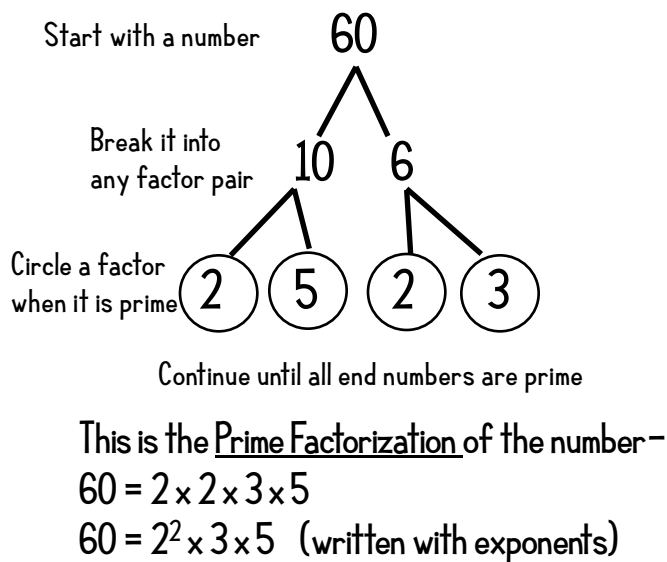 Start with a number 60
Break it into
any factor pair
10 6
Circle a factor
when it is prime
2 5 2 3
Continue until all end numbers are prime
This is the Prime Factorization of the number–
60 = 2 x 2 x 3 x 5
60 = 2² x 3 x 5 (written with exponents)